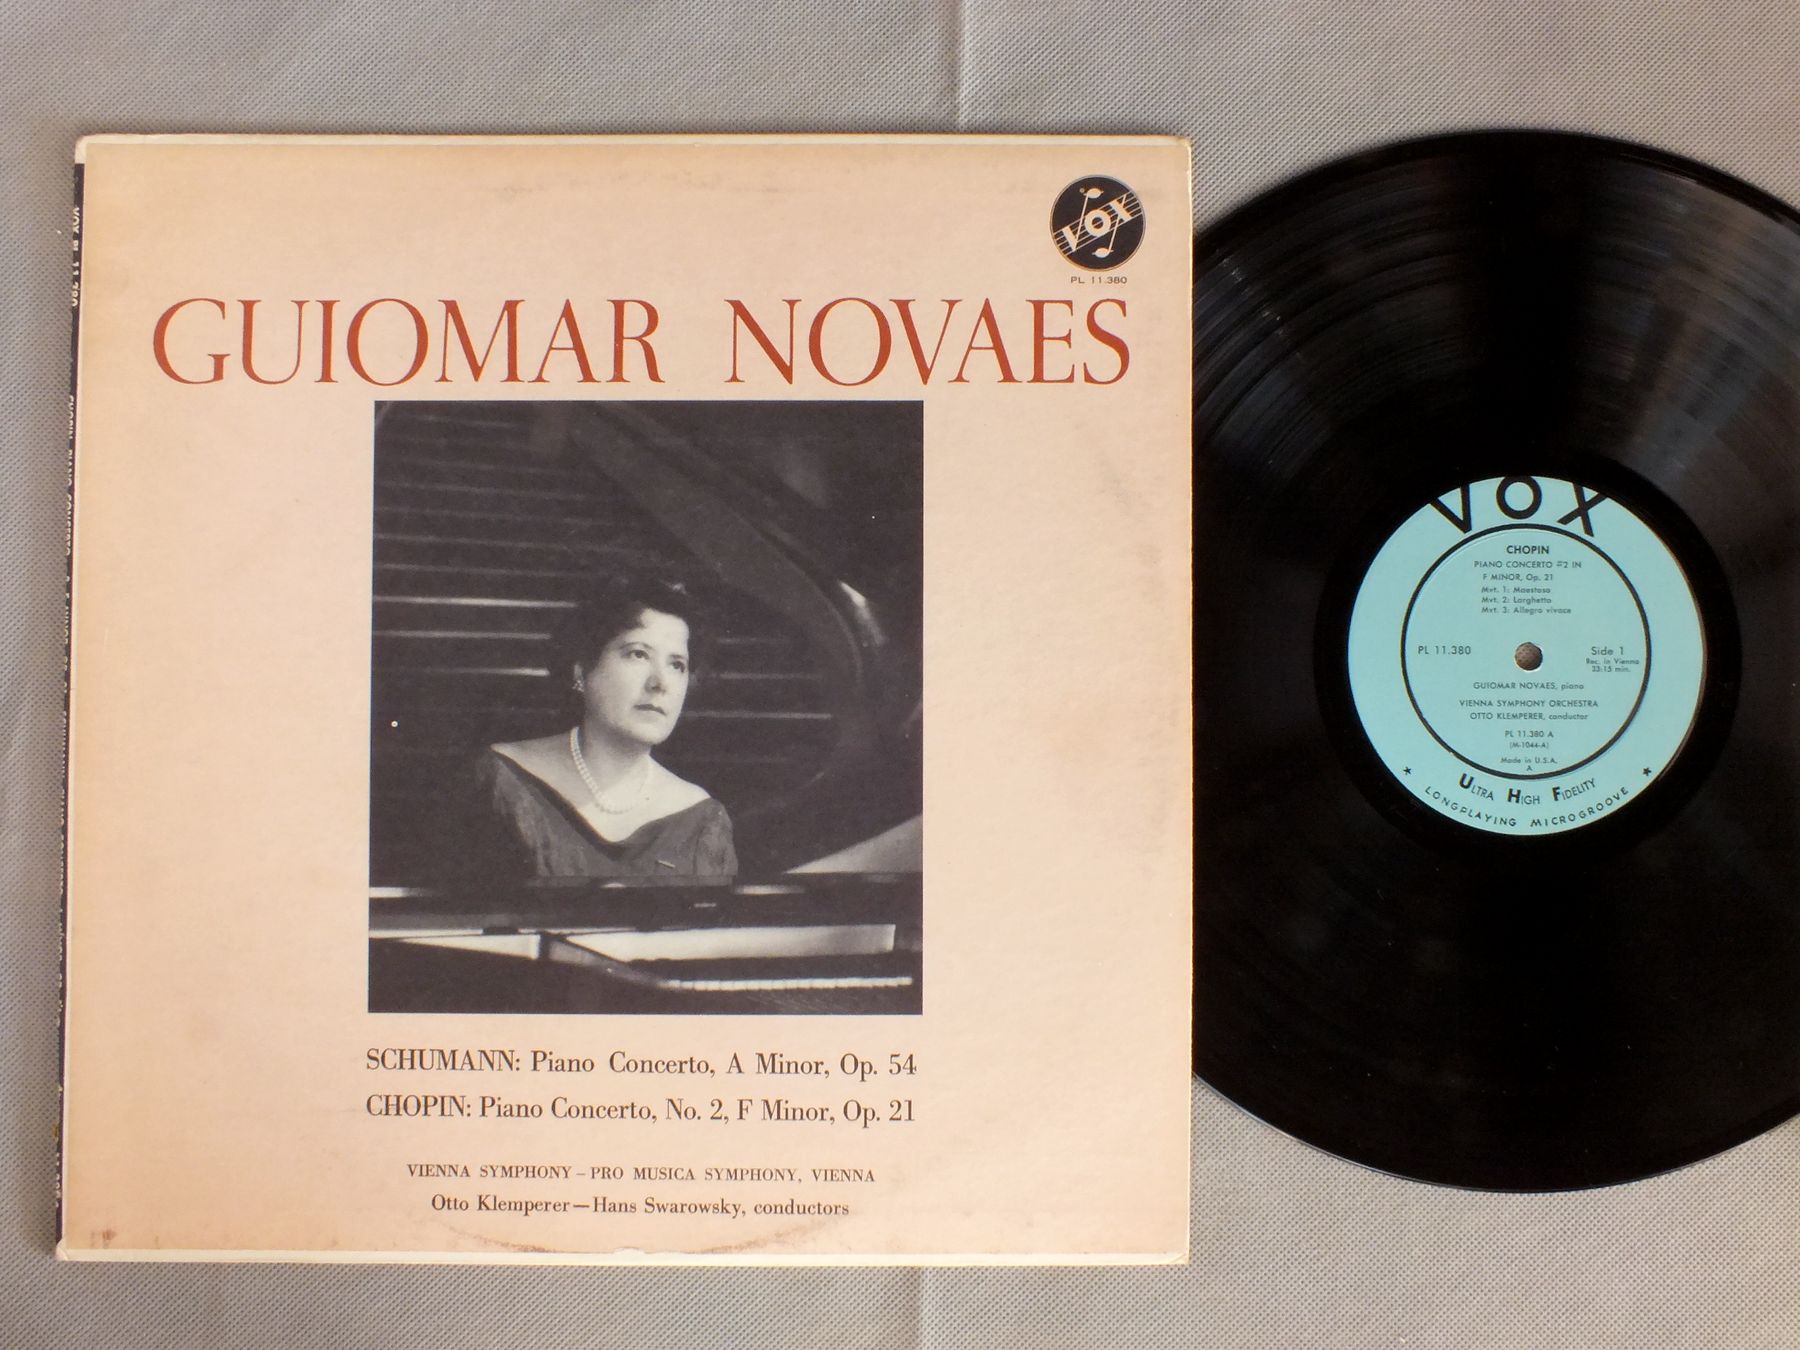 VOX
PL 11.380
GUIOMAR NOVAES
SCHUMANN: Piano Concerto, A Minor, Op. 54
CHOPIN: Piano Concerto, No. 2, F Minor, Op. 21
VIENNA SYMPHONY – PRO MUSICA SYMPHONY, VIENNA
Otto Klemperer—Hans Swarowsky, conductors
VOX
CHOPIN
PIANO CONCERTO #2 IN
F MINOR, Op. 21
Mvt. 1: Maestoso
Mvt. 2: Larghetto
Mvt. 3: Allegro vivace
PL 11.380
Side 1
Rec. in Vienna
33:15 min.
GUIOMAR NOVAES, piano
VIENNA SYMPHONY ORCHESTRA
OTTO KLEMPERER, conductor
PL 11.380 A
(M-1044-A)
Made in U.S.A.
A
ULTRA HIGH FIDELITY
LONGPLAYING MICROGROOVE